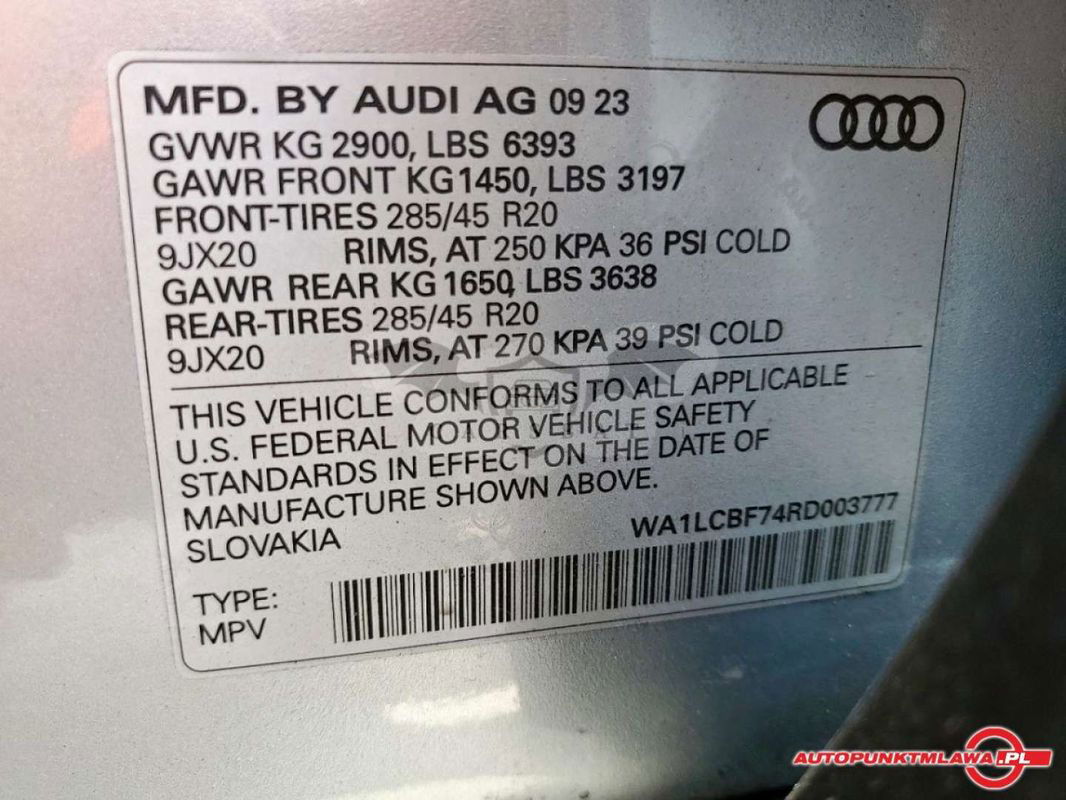 MFD. BY AUDI AG 09 23
GVWR KG 2900, LBS 6393
GAWR FRONT KG1450, LBS 3197
FRONT-TIRES 285/45 R20
9JX20 RIMS, AT 250 KPA 36 PSI COLD
GAWR REAR KG 1650, LBS 3638
REAR-TIRES 285/45 R20
9JX20 RIMS, AT 270 KPA 39 PSI COLD
THIS VEHICLE CONFORMS TO ALL APPLICABLE
U.S. FEDERAL MOTOR VEHICLE SAFETY
STANDARDS IN EFFECT ON THE DATE OF
MANUFACTURE SHOWN ABOVE.
SLOVAKIA WA1LCBF74RD003777
TYPE:
MPV
AUTOPUNKTMLAWA.PL